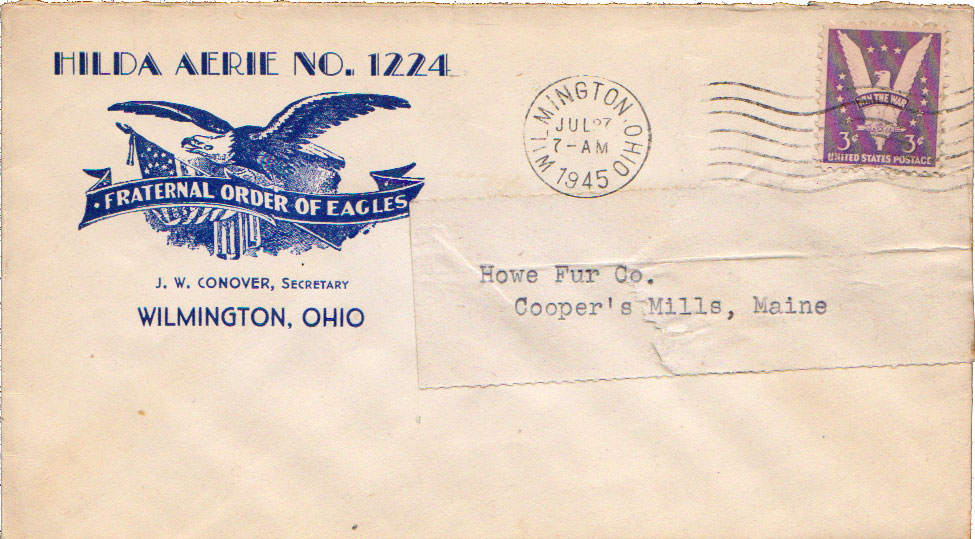 HILDA AERIE NO. 1224
• FRATERNAL ORDER OF EAGLES
J. W. CONOVER, SECRETARY
WILMINGTON, OHIO
WILMINGTON, OHIO
JUL 27
7-AM
1945
WIN THE WAR
3¢ 3¢
UNITED STATES POSTAGE
Howe Fur Co.
Cooper's Mills, Maine